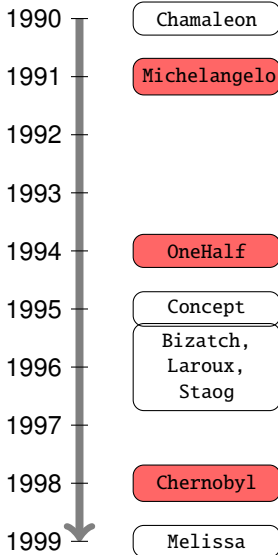 1990 Chamaleon
1991 Michelangelo
1992
1993
1994 OneHalf
1995 Concept
Bizatch,
1996 Laroux,
Staog
1997
1998 Chernobyl
1999 Melissa